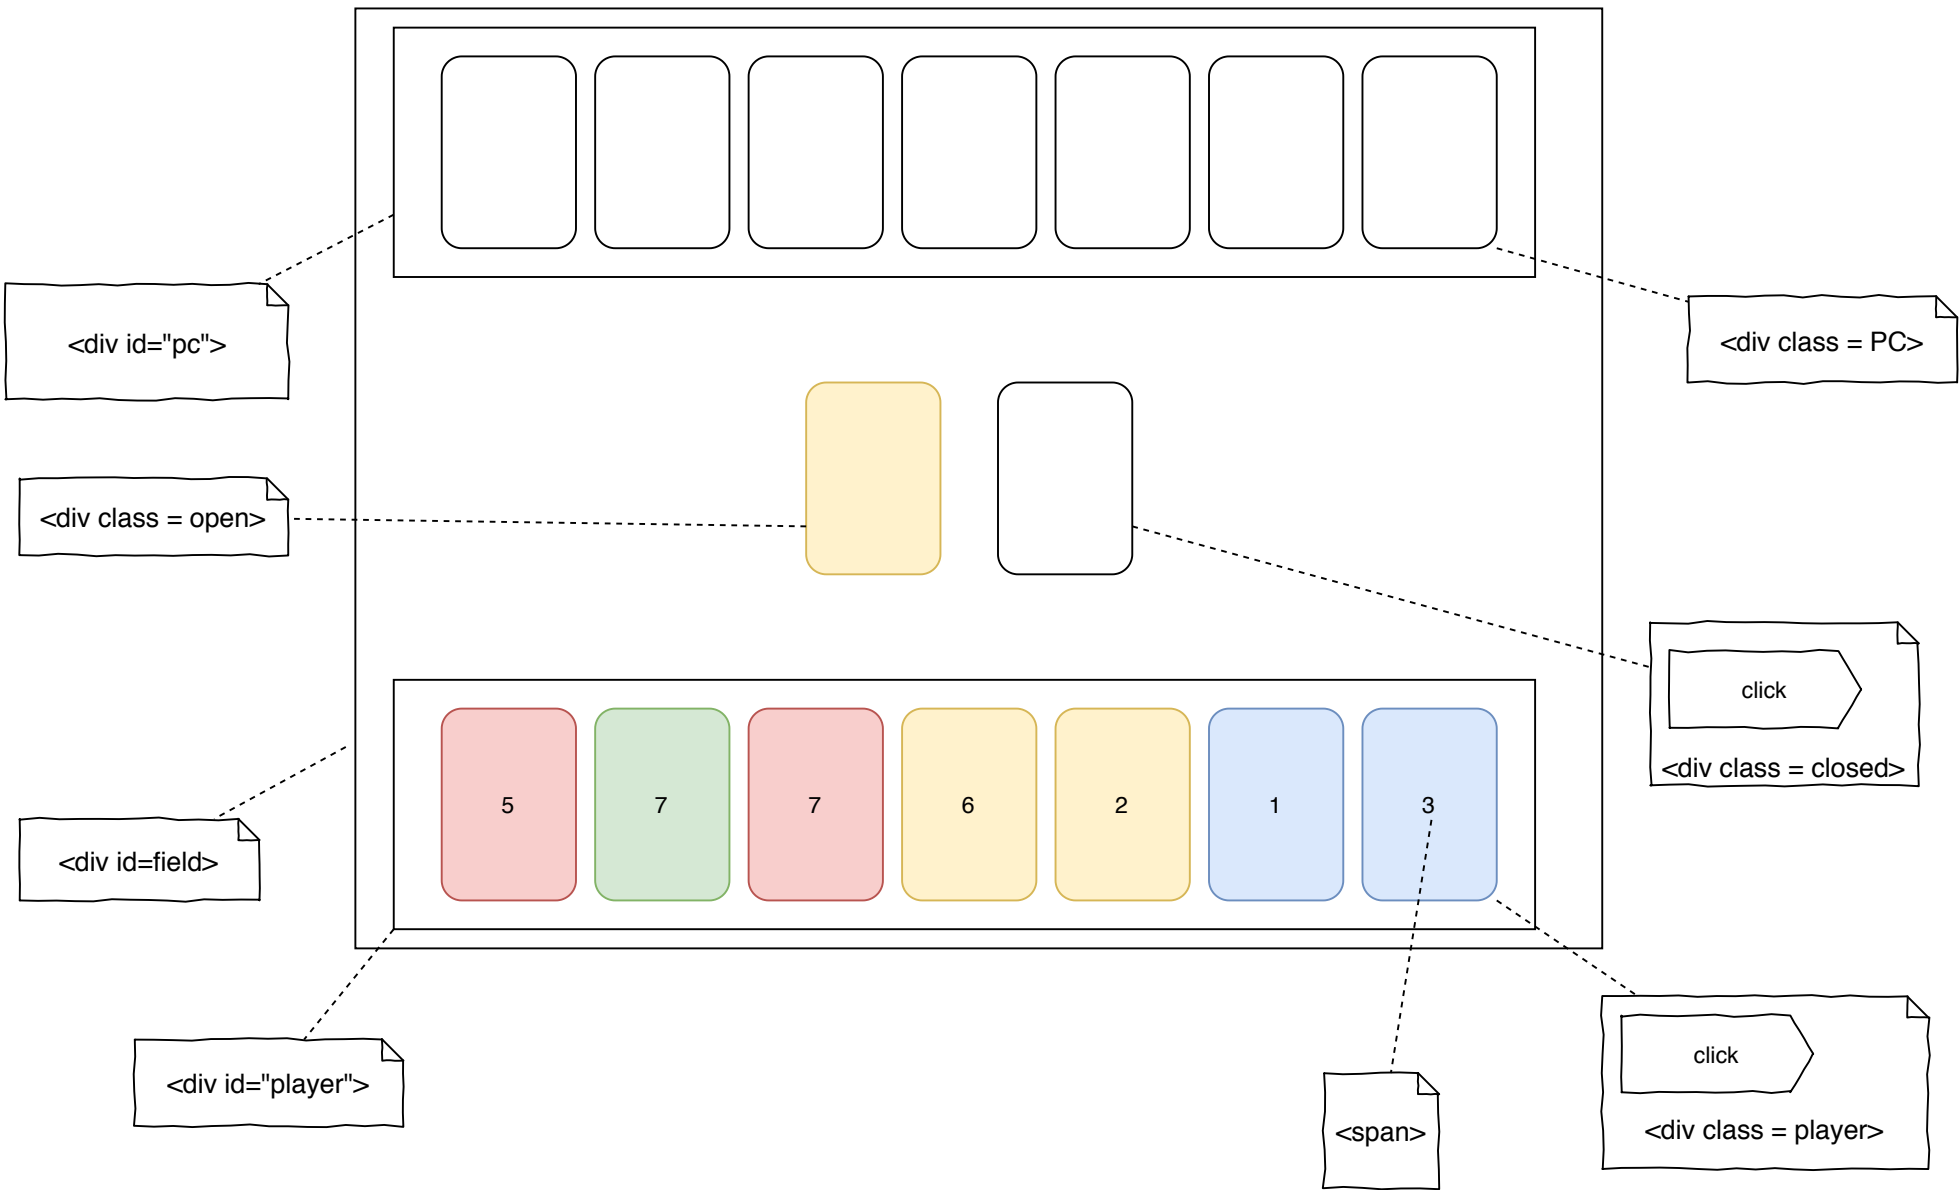 <div id="pc">
<div class = PC>
<div class = open>
click
<div class = closed>
5
7
7
6
2
1
3
<div id=field>
<div id="player">
<span>
click
<div class = player>